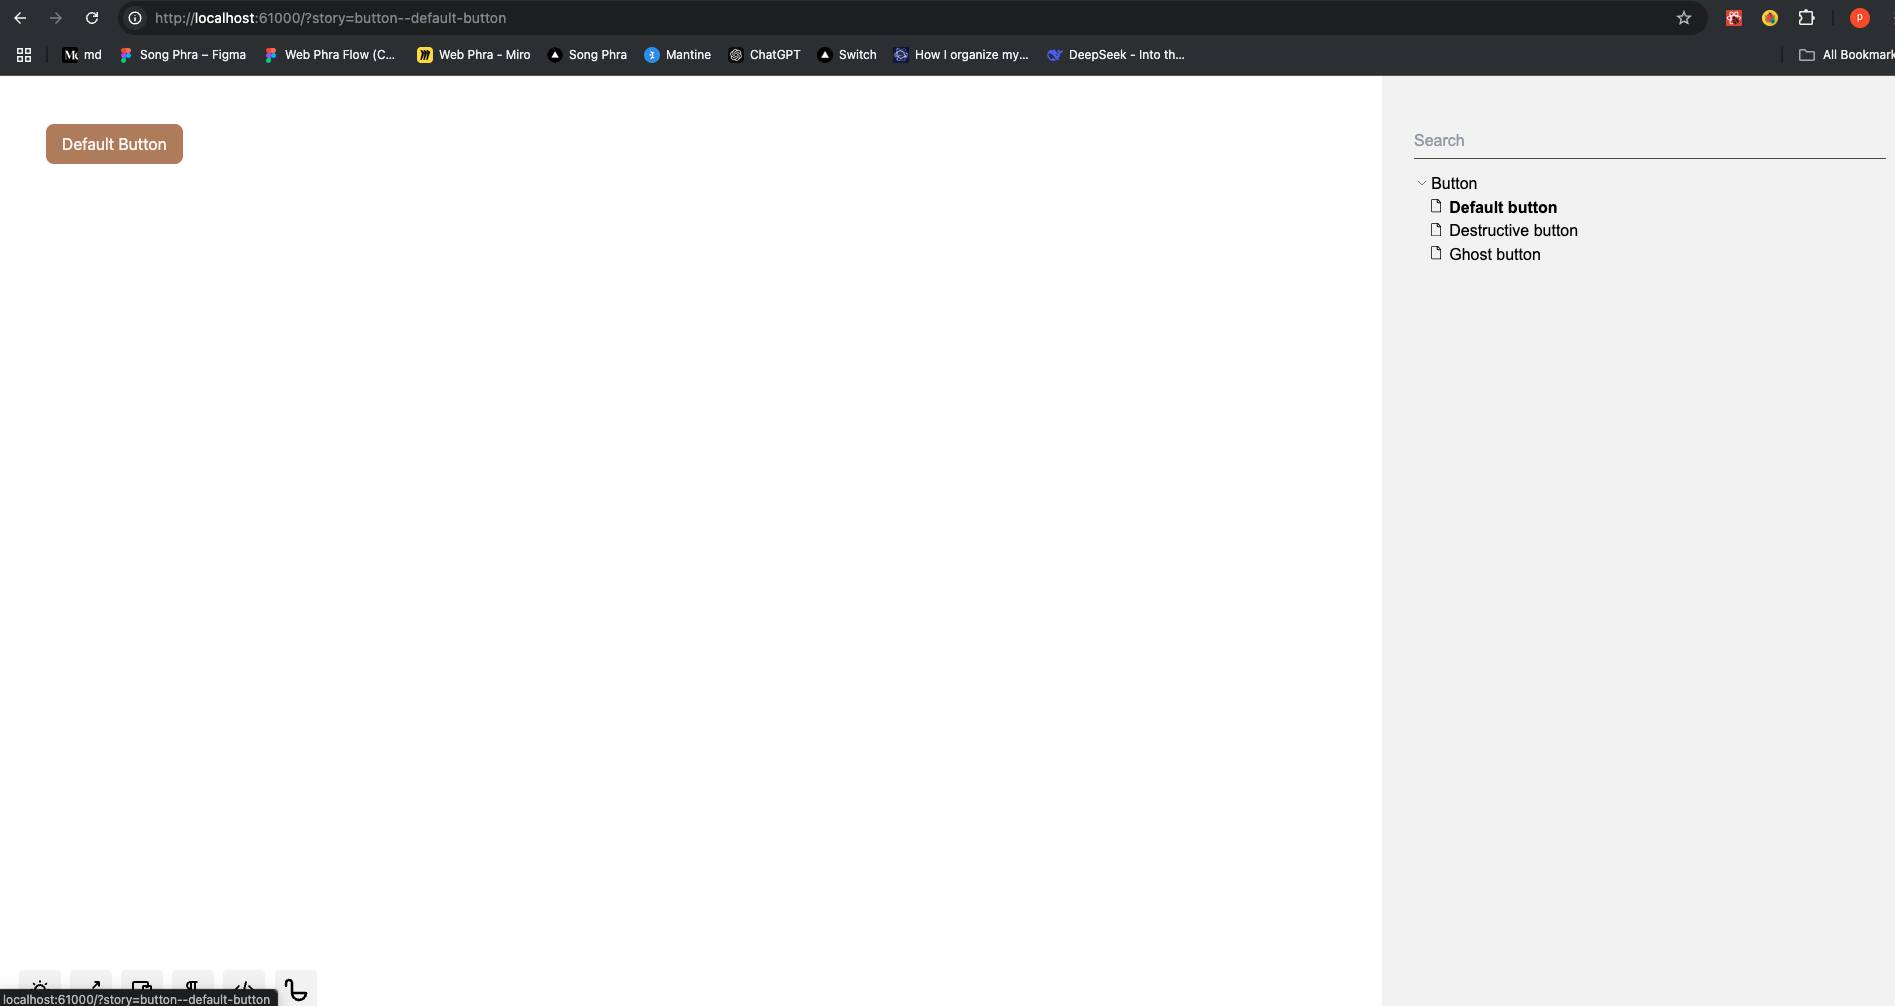 http://localhost:61000/?story=button--default-button
md Song Phra – Figma Web Phra Flow (C... Web Phra - Miro Song Phra Mantine ChatGPT Switch How I organize my... DeepSeek - Into th... All Bookmark
Default Button
Search
Button
Default button
Destructive button
Ghost button
localhost:61000/?story=button--default-button